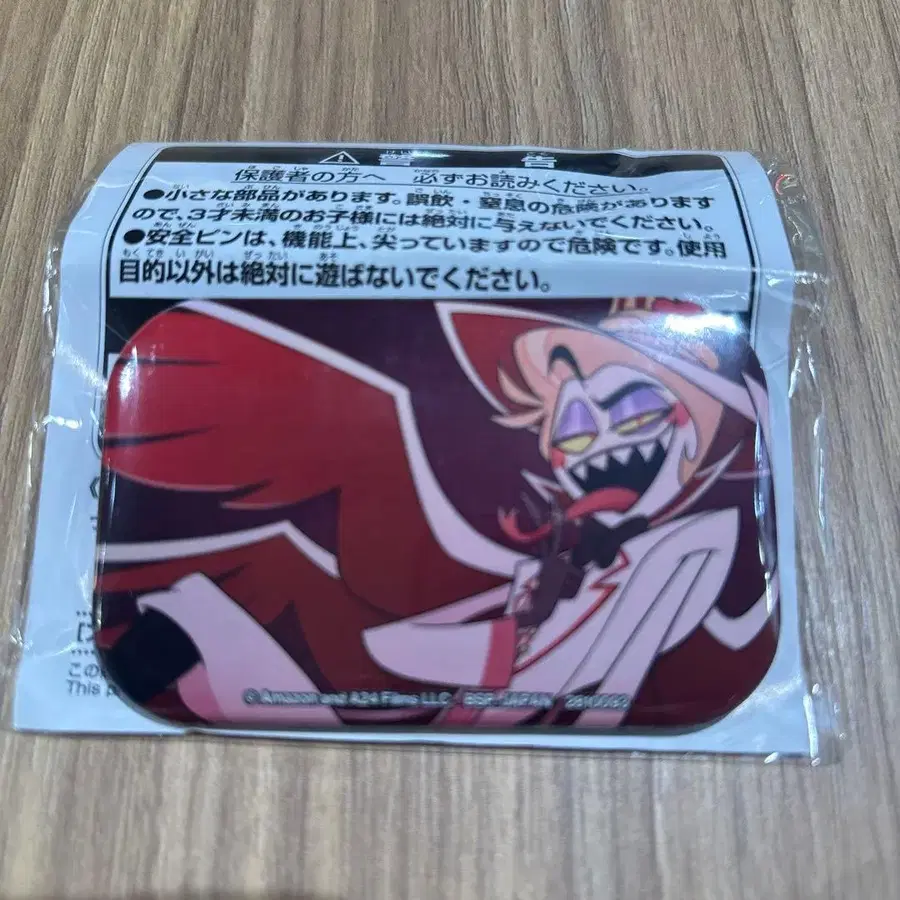 ⚠ 警告
保護者の方へ 必ずお読みください。
●小さな部品があります。誤飲・窒息の危険があります
ので、3才未満のお子様には絶対に与えないでください。
●安全ピンは、機能上、尖っていますので危険です。使用
目的以外は絶対に遊ばないでください。
© Amazon and A24 Films LLC BSP JAPAN
この
This